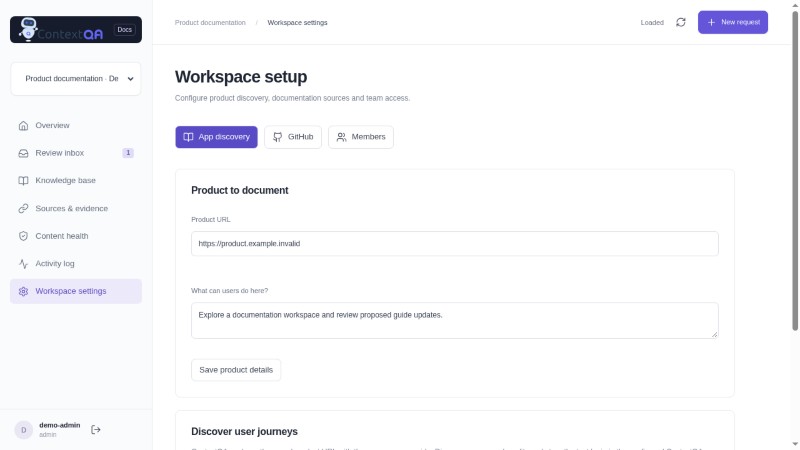 ContextQA
Docs
Product documentation / Workspace settings
Loaded
New request
Product documentation · De
Overview
Review inbox 1
Knowledge base
Sources & evidence
Content health
Activity log
Workspace settings
D
demo-admin
admin
Workspace setup
Configure product discovery, documentation sources and team access.
App discovery
GitHub
Members
Product to document
Product URL
https://product.example.invalid
What can users do here?
Explore a documentation workspace and review proposed guide updates.
Save product details
Discover user journeys